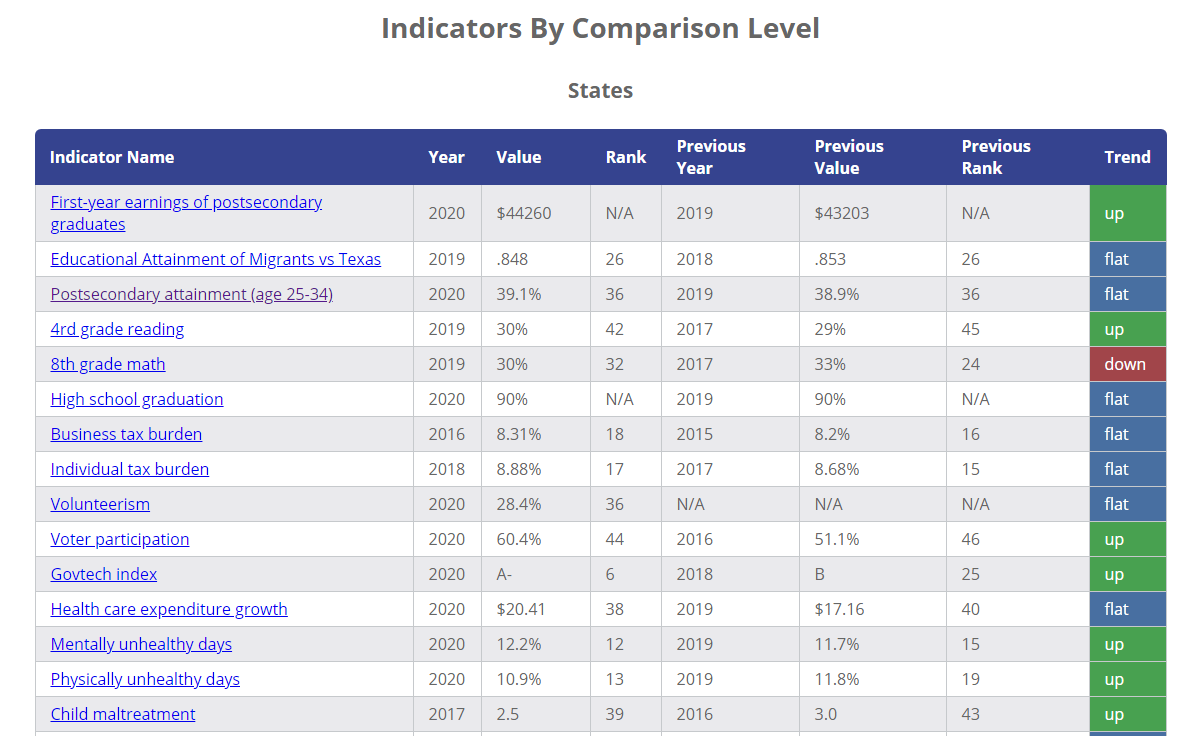 Indicators By Comparison Level
States
Indicator Name Year Value Rank Previous Year Previous Value Previous Rank Trend
First-year earnings of postsecondary graduates 2020 $44260 N/A 2019 $43203 N/A up
Educational Attainment of Migrants vs Texas 2019 .848 26 2018 .853 26 flat
Postsecondary attainment (age 25-34) 2020 39.1% 36 2019 38.9% 36 flat
4rd grade reading 2019 30% 42 2017 29% 45 up
8th grade math 2019 30% 32 2017 33% 24 down
High school graduation 2020 90% N/A 2019 90% N/A flat
Business tax burden 2016 8.31% 18 2015 8.2% 16 flat
Individual tax burden 2018 8.88% 17 2017 8.68% 15 flat
Volunteerism 2020 28.4% 36 N/A N/A N/A flat
Voter participation 2020 60.4% 44 2016 51.1% 46 up
Govtech index 2020 A- 6 2018 B 25 up
Health care expenditure growth 2020 $20.41 38 2019 $17.16 40 flat
Mentally unhealthy days 2020 12.2% 12 2019 11.7% 15 up
Physically unhealthy days 2020 10.9% 13 2019 11.8% 19 up
Child maltreatment 2017 2.5 39 2016 3.0 43 up